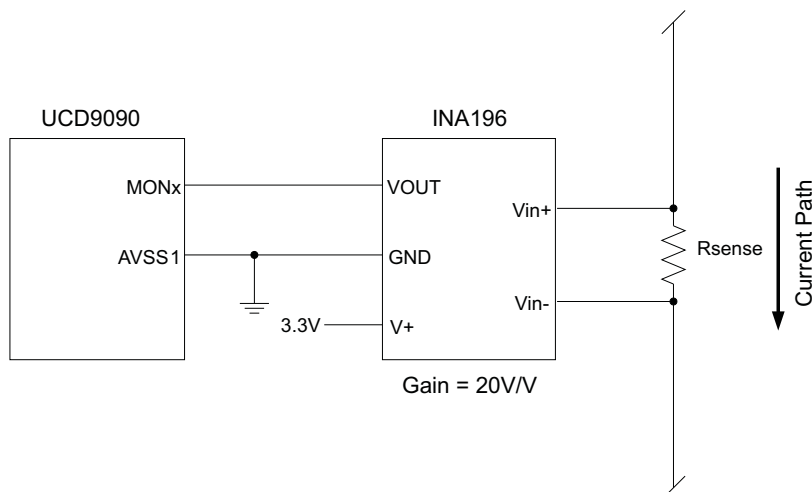 UCD9090
INA196
MONx
VOUT
Vin+
AVSS1
GND
Rsense
Current Path
Vin-
3.3V
V+
Gain = 20V/V